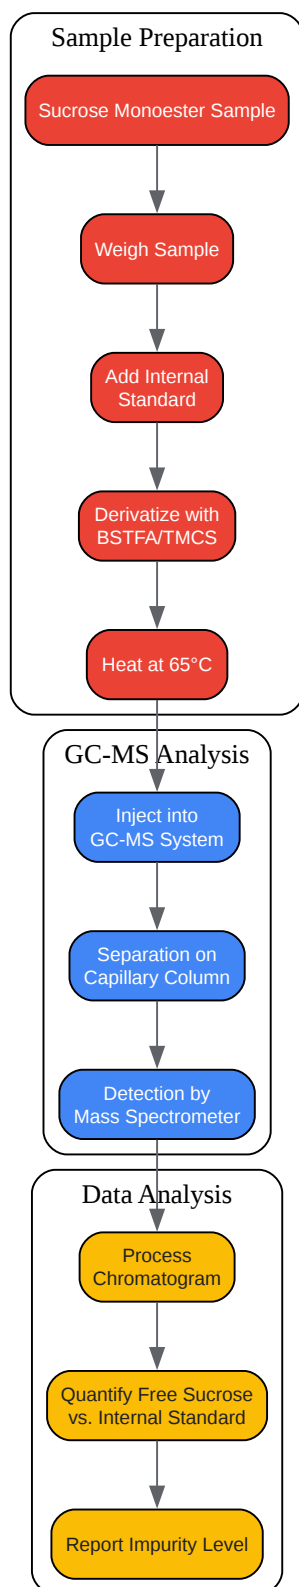 Sample Preparation
Sucrose Monoester Sample
Weigh Sample
Add Internal
Standard
Derivatize with
BSTFA/TMCS
Heat at 65°C
GC-MS Analysis
Inject into
GC-MS System
Separation on
Capillary Column
Detection by
Mass Spectrometer
Data Analysis
Process
Chromatogram
Quantify Free Sucrose
vs. Internal Standard
Report Impurity Level